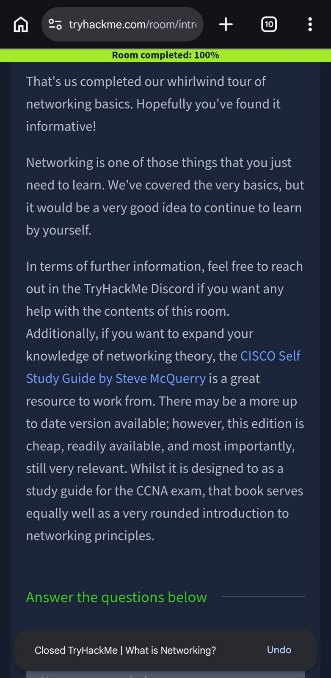 tryhackme.com/room/intr
10
Room completed: 100%
That's us completed our whirlwind tour of
networking basics. Hopefully you've found it
informative!
Networking is one of those things that you just
need to learn. We've covered the very basics, but
it would be a very good idea to continue to learn
by yourself.
In terms of further information, feel free to reach
out in the TryHackMe Discord if you want any
help with the contents of this room.
Additionally, if you want to expand your
knowledge of networking theory, the CISCO Self
Study Guide by Steve McQuerry is a great
resource to work from. There may be a more up
to date version available; however, this edition is
cheap, readily available, and most importantly,
still very relevant. Whilst it is designed to as a
study guide for the CCNA exam, that book serves
equally well as a very rounded introduction to
networking principles.
Answer the questions below
Closed TryHackMe | What is Networking? Undo